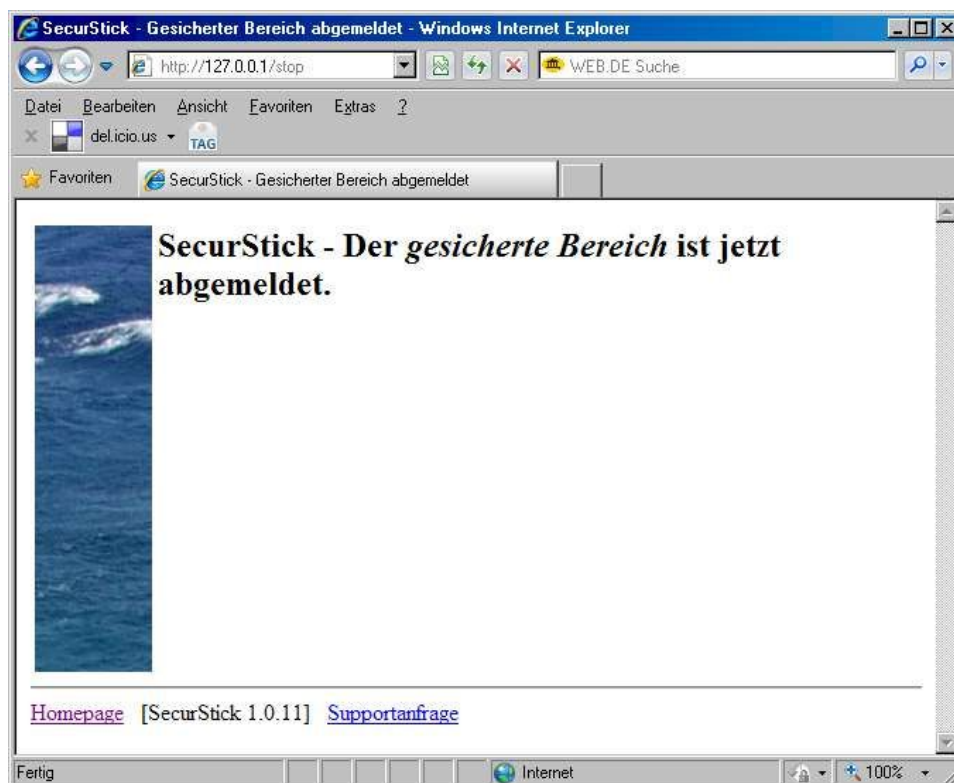 SecurStick - Gesicherter Bereich abgemeldet - Windows Internet Explorer
http://127.0.0.1/stop
WEB.DE Suche
Datei Bearbeiten Ansicht Favoriten Extras ?
del.icio.us TAG
Favoriten SecurStick - Gesicherter Bereich abgemeldet
SecurStick - Der gesicherte Bereich ist jetzt
abgemeldet.
Homepage [SecurStick 1.0.11] Supportanfrage
Fertig Internet 100%